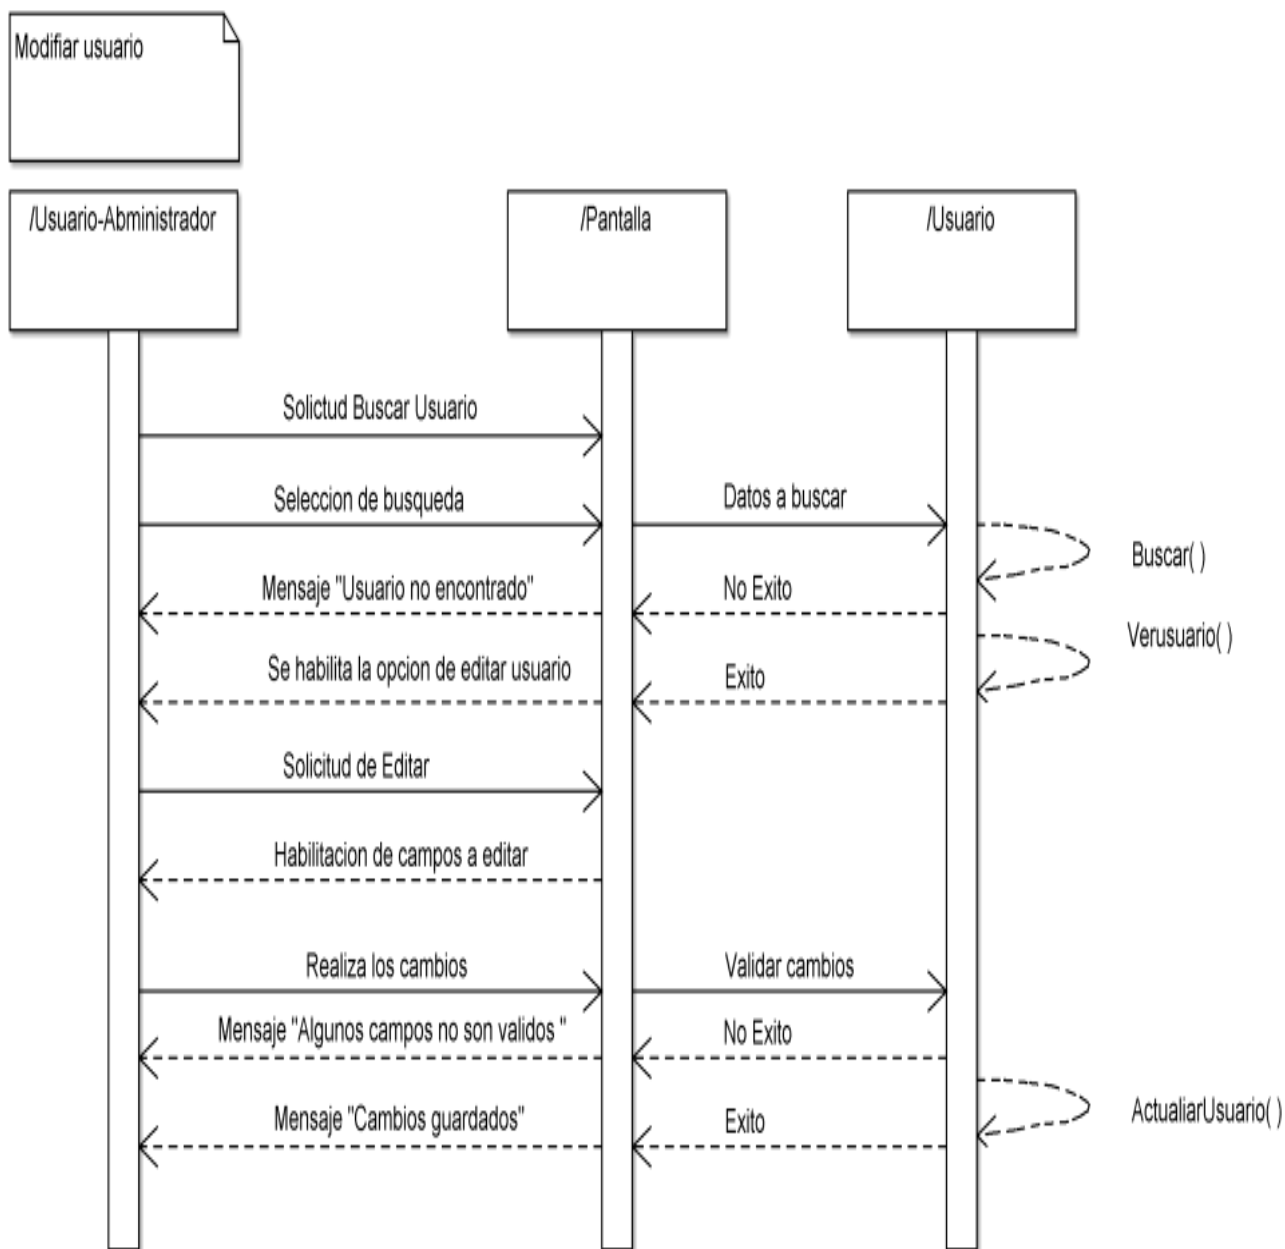 Modifiar usuario
/Usuario-Abministrador
/Pantalla
/Usuario
Solictud Buscar Usuario
Seleccion de busqueda
Datos a buscar
Buscar( )
Mensaje "Usuario no encontrado"
No Exito
Verusuario( )
Se habilita la opcion de editar usuario
Exito
Solicitud de Editar
Habilitacion de campos a editar
Realiza los cambios
Validar cambios
Mensaje "Algunos campos no son validos "
No Exito
Mensaje "Cambios guardados"
Exito
ActualiarUsuario( )